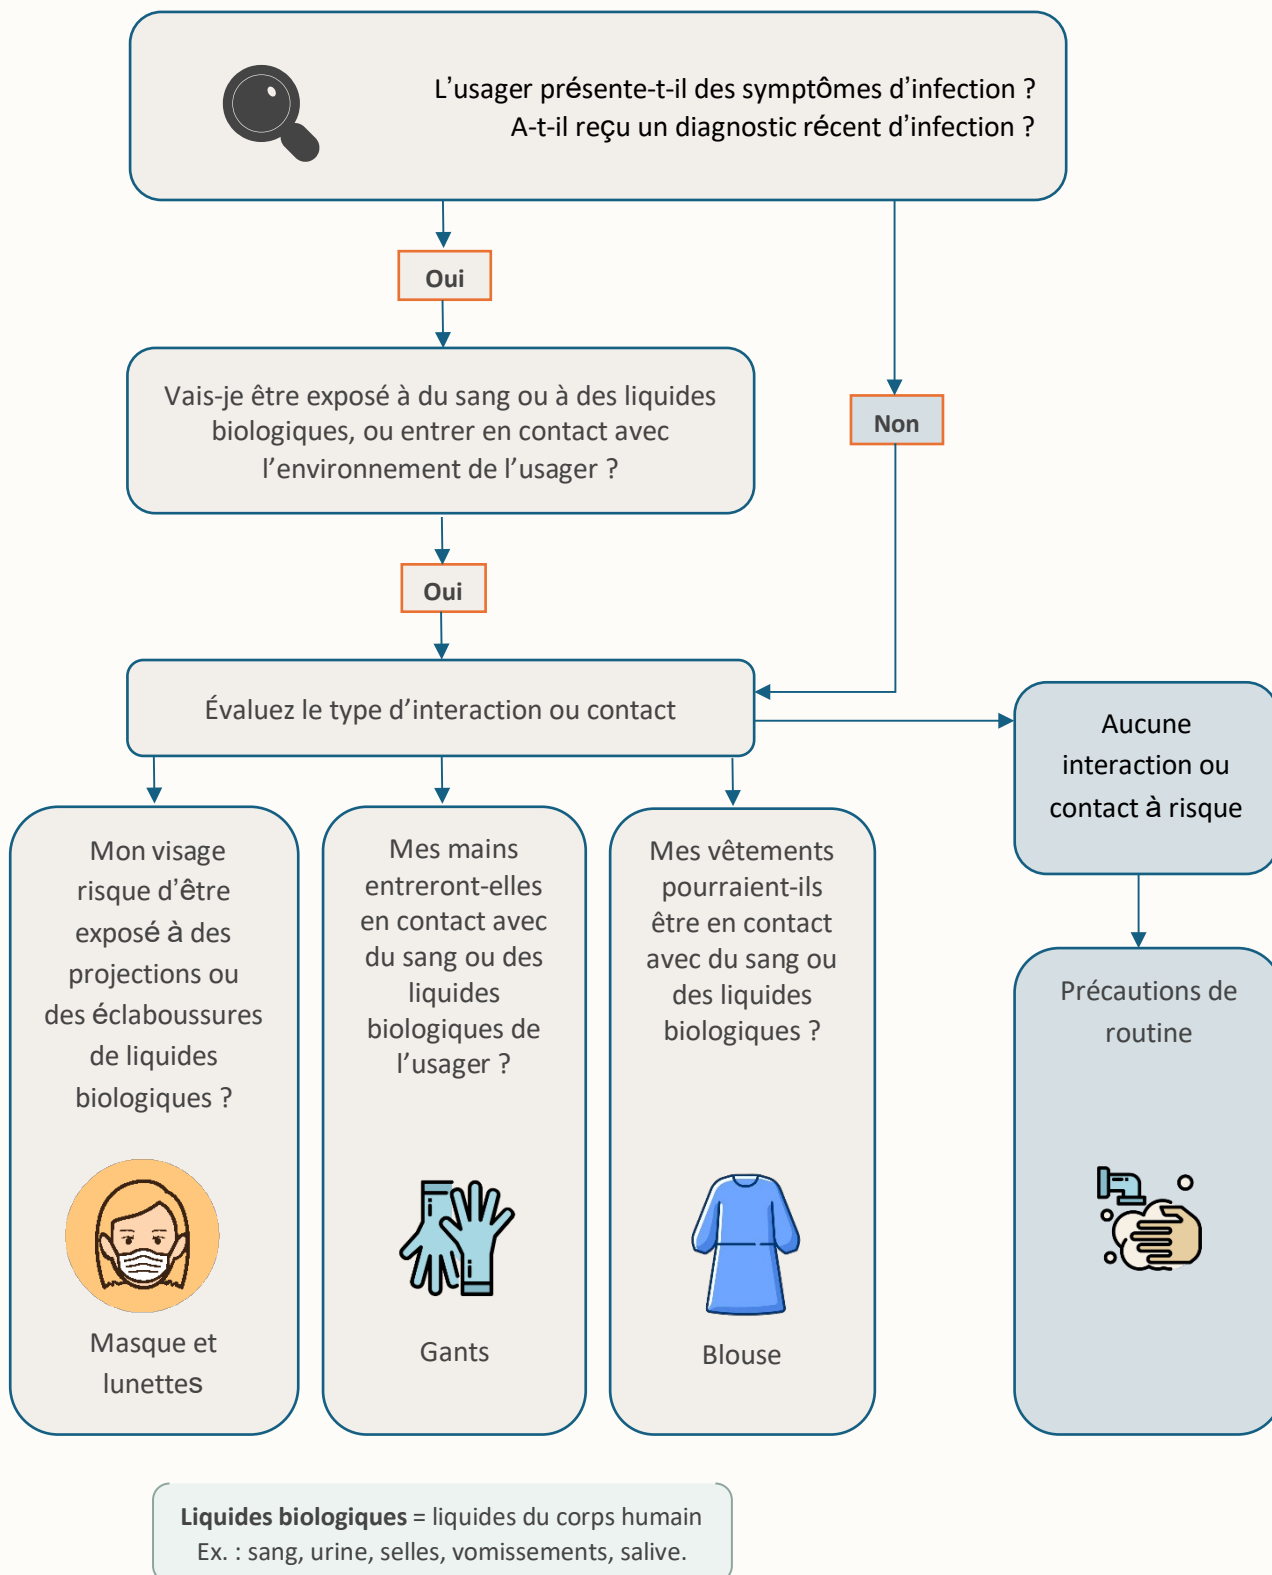 L'usager présente-t-il des symptômes d'infection ?
A-t-il reçu un diagnostic récent d'infection ?
Oui
Vais-je être exposé à du sang ou à des liquides
biologiques, ou entrer en contact avec
l'environnement de l'usager ?
Non
Oui
Évaluez le type d'interaction ou contact
Aucune
interaction ou
contact à risque
Mon visage
risque d'être
exposé à des
projections ou
des éclaboussures
de liquides
biologiques ?
Masque et
lunettes
Mes mains
entreront-elles
en contact avec
du sang ou des
liquides
biologiques de
l'usager ?
Gants
Mes vêtements
pourraient-ils
être en contact
avec du sang ou
des liquides
biologiques ?
Blouse
Précautions de
routine
Liquides biologiques = liquides du corps humain
Ex. : sang, urine, selles, vomissements, salive.